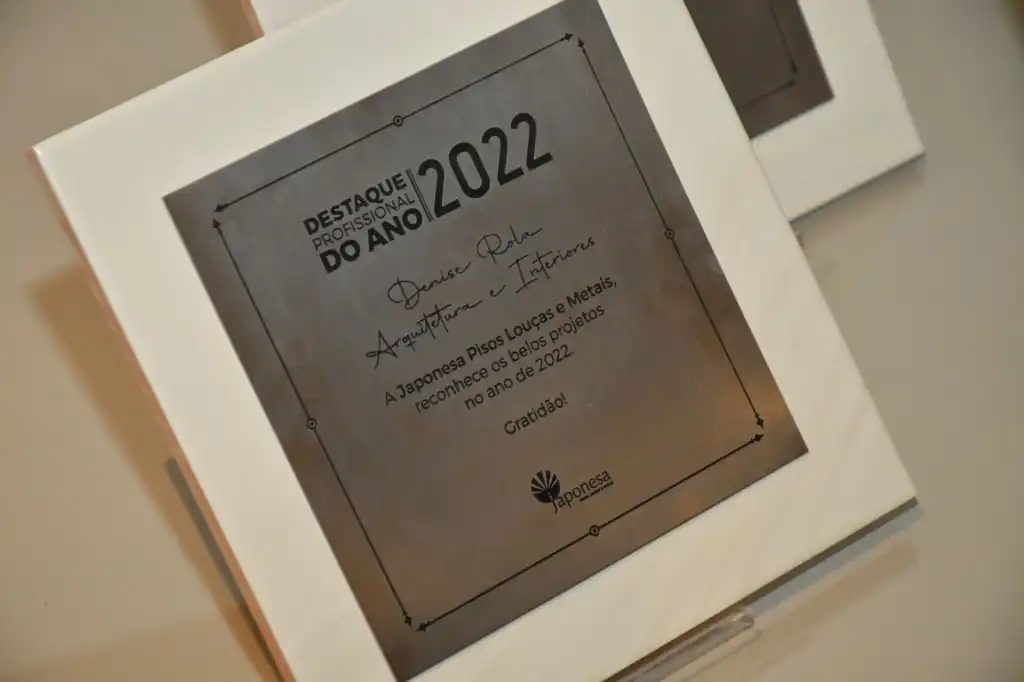 DESTAQUE
PROFISSIONAL
DO ANO
2022
Denise Rola
Arquitetura e Interiores
A Japonesa Pisos Louças e Metais,
reconhece os belos projetos
no ano de 2022.
Gratidão!
Japonesa